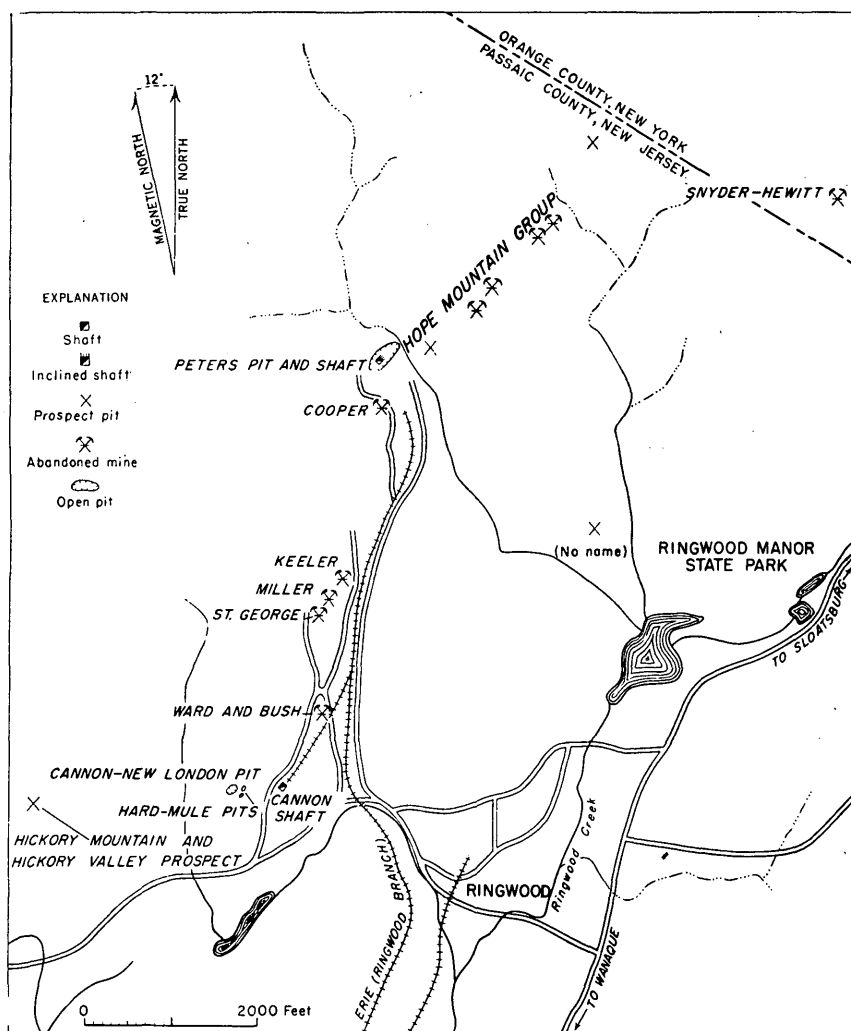 ORANGE COUNTY, NEW YORK
PASSAIC COUNTY, NEW JERSEY
12°
MAGNETIC NORTH
TRUE NORTH
SNYDER-HEWITT
HOPE MOUNTAIN GROUP
EXPLANATION
Shaft
Inclined shaft
Prospect pit
Abandoned mine
Open pit
PETERS PIT AND SHAFT
COOPER
(No name)
RINGWOOD MANOR
STATE PARK
KEELER
MILLER
ST. GEORGE
TO SLOATSBURG
WARD AND BUSH
CANNON-NEW LONDON PIT
HARD-MULE PITS
CANNON
SHAFT
HICKORY MOUNTAIN AND
HICKORY VALLEY PROSPECT
RINGWOOD
Ringwood Creek
ERIE (RINGWOOD BRANCH)
TO WANAQUE
0 2000 Feet